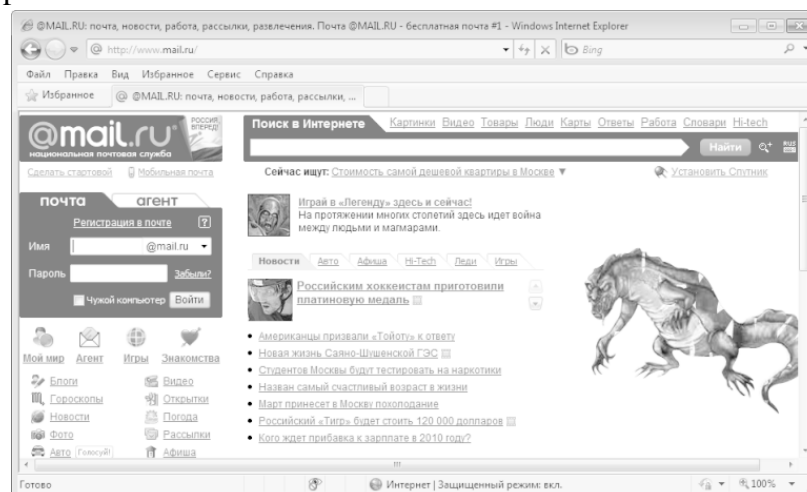 @MAIL.RU: почта, новости, работа, рассылки, развлечения. Почта @MAIL.RU - бесплатная почта #1 - Windows Internet Explorer
http://www.mail.ru/
Bing
Файл Правка Вид Избранное Сервис Справка
Избранное @MAIL.RU: почта, новости, работа, рассылки, ...
@mail.ru
РОССИЯ ВПЕРЕД!
национальная почтовая служба
Поиск в Интернете Картинки Видео Товары Люди Карты Ответы Работа Словари Hi-tech
Найти
Сделать стартовой Мобильная почта
Сейчас ищут: Стоимость самой дешевой квартиры в Москве ▼ Установить Спутник
почта агент
Регистрация в почте ?
Имя @mail.ru
Пароль Забыли?
Чужой компьютер Войти
Играй в «Легенду» здесь и сейчас!
На протяжении многих столетий здесь идет война
между людьми и магмарами.
Новости Авто Афиша Hi-Tech Леди Игры
Российским хоккеистам приготовили
платиновую медаль
• Американцы призвали «Тойоту» к ответу
• Новая жизнь Саяно-Шушенской ГЭС
• Студентов Москвы будут тестировать на наркотики
• Назван самый счастливый возраст в жизни
• Март принесет в Москву похолодание
• Российский «Тигр» будет стоить 120 000 долларов
• Кого ждет прибавка к зарплате в 2010 году?
Мой мир Агент Игры Знакомства
Блоги Видео
Гороскопы Открытки
Новости Погода
Фото Рассылки
Авто Голосуй! Афиша
Готово Интернет | Защищенный режим: вкл. 100%